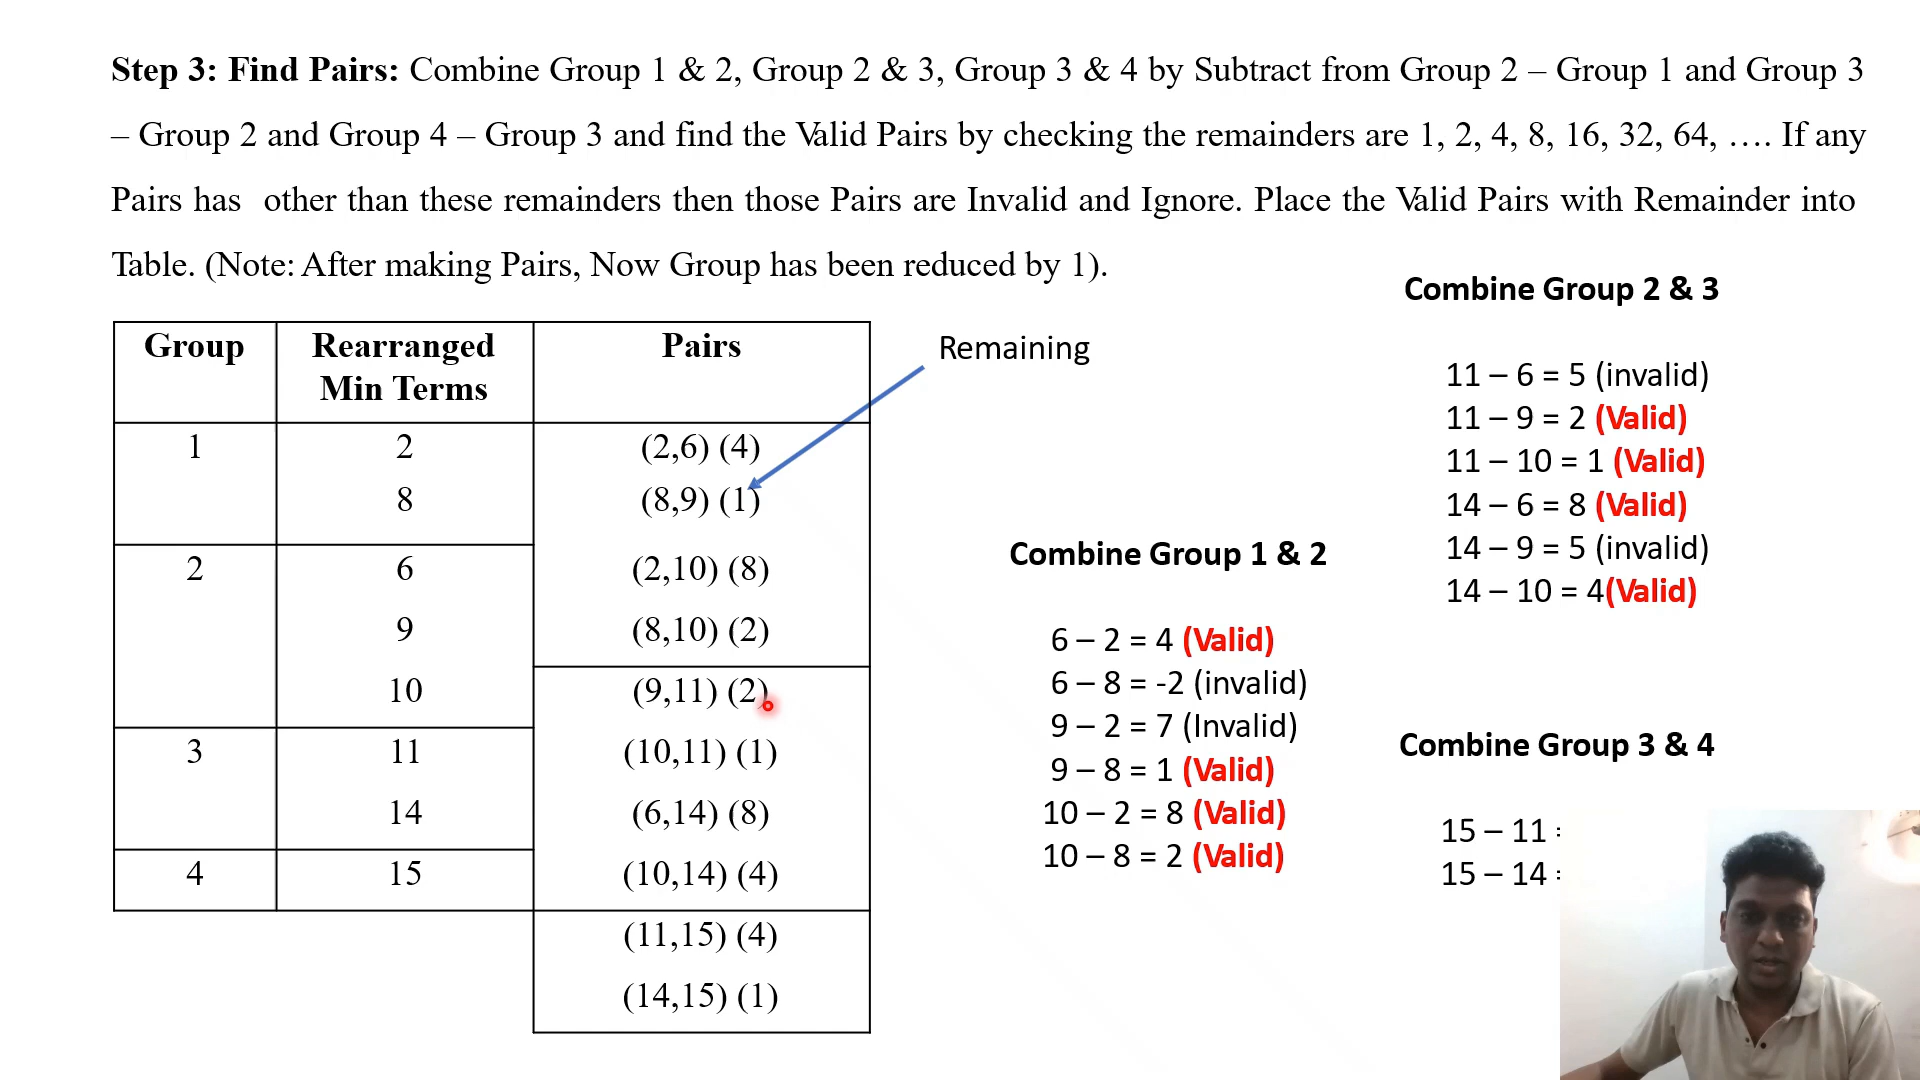 Step 3: Find Pairs: Combine Group 1 & 2, Group 2 & 3, Group 3 & 4 by Subtract from Group 2 – Group 1 and Group 3
– Group 2 and Group 4 – Group 3 and find the Valid Pairs by checking the remainders are 1, 2, 4, 8, 16, 32, 64, …. If any
Pairs has other than these remainders then those Pairs are Invalid and Ignore. Place the Valid Pairs with Remainder into
Table. (Note: After making Pairs, Now Group has been reduced by 1).
Group Rearranged Min Terms Pairs
1 2 (2,6) (4)
8 (8,9) (1)
2 6 (2,10) (8)
9 (8,10) (2)
10 (9,11) (2)
3 11 (10,11) (1)
14 (6,14) (8)
4 15 (10,14) (4)
(11,15) (4)
(14,15) (1)
Remaining
Combine Group 1 & 2
6 – 2 = 4 (Valid)
6 – 8 = -2 (invalid)
9 – 2 = 7 (Invalid)
9 – 8 = 1 (Valid)
10 – 2 = 8 (Valid)
10 – 8 = 2 (Valid)
Combine Group 2 & 3
11 – 6 = 5 (invalid)
11 – 9 = 2 (Valid)
11 – 10 = 1 (Valid)
14 – 6 = 8 (Valid)
14 – 9 = 5 (invalid)
14 – 10 = 4(Valid)
Combine Group 3 & 4
15 – 11 =
15 – 14 =